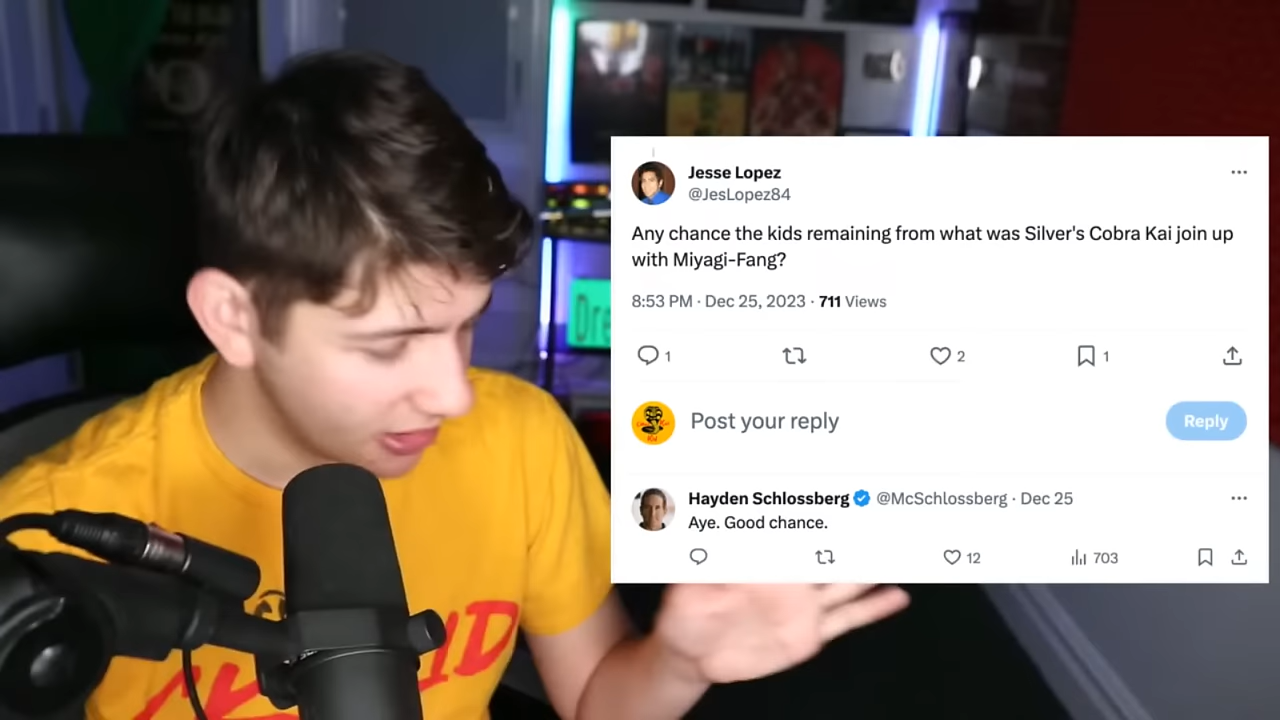 Jesse Lopez
@JesLopez84
Any chance the kids remaining from what was Silver's Cobra Kai join up
with Miyagi-Fang?
8:53 PM · Dec 25, 2023 · 711 Views
1
2
1
Post your reply
Reply
Hayden Schlossberg @McSchlossberg · Dec 25
Aye. Good chance.
12
703
Dre